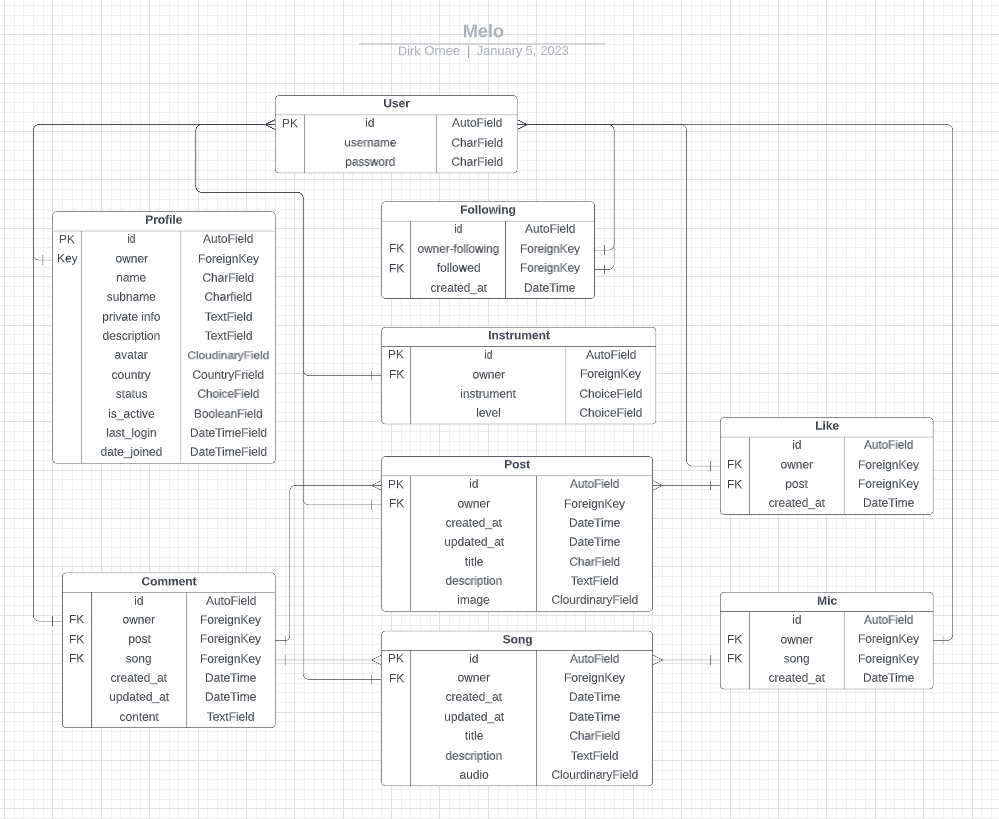 Melo
Dirk Ornee | January 5, 2023
User
PK id AutoField
username CharField
password CharField
Profile
PK id AutoField
Key owner ForeignKey
name CharField
subname Charfield
private info TextField
description TextField
avatar CloudinaryField
country CountryFrield
status ChoiceField
is_active BooleanField
last_login DateTimeField
date_joined DateTimeField
Following
id AutoField
FK owner-following ForeignKey
FK followed ForeignKey
created_at DateTime
Instrument
PK id AutoField
FK owner ForeignKey
instrument ChoiceField
level ChoiceField
Like
id AutoField
FK owner ForeignKey
FK post ForeignKey
created_at DateTime
Post
PK id AutoField
FK owner ForeignKey
created_at DateTime
updated_at DateTime
title CharField
description TextField
image ClourdinaryField
Comment
id AutoField
FK owner ForeignKey
FK post ForeignKey
FK song ForeignKey
created_at DateTime
updated_at DateTime
content TextField
Mic
id AutoField
FK owner ForeignKey
FK song ForeignKey
created_at DateTime
Song
PK id AutoField
FK owner ForeignKey
created_at DateTime
updated_at DateTime
title CharField
description TextField
audio ClourdinaryField